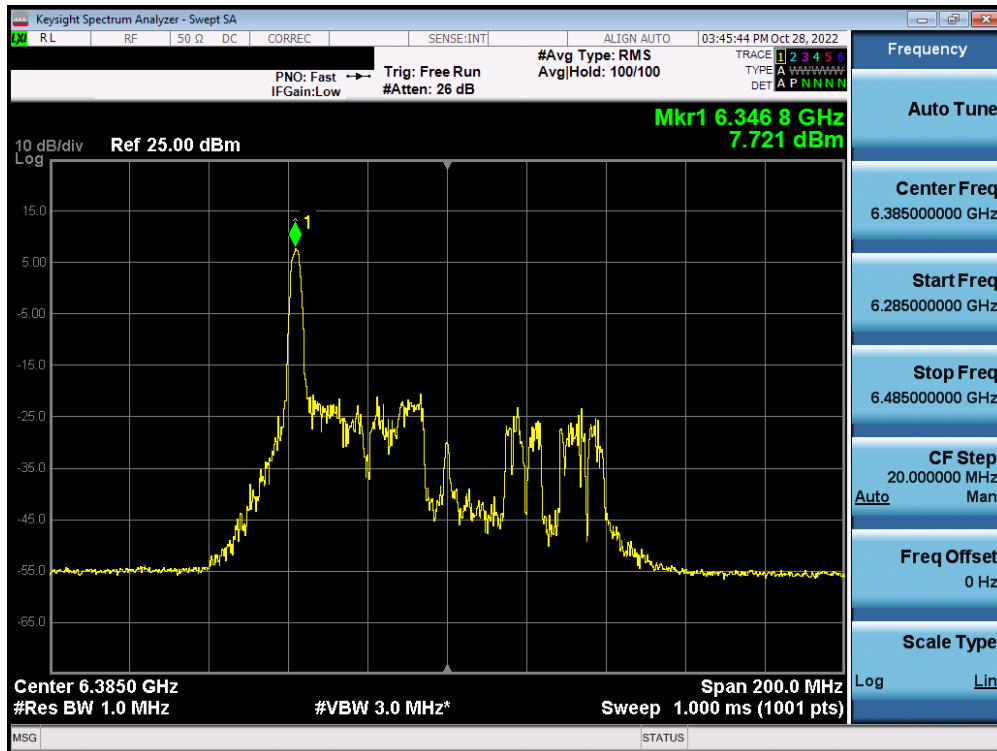 Keysight Spectrum Analyzer - Swept SA
LXI RL RF 50 Ω DC CORREC SENSE:INT ALIGN AUTO 03:45:44 PM Oct 28, 2022
PNO: Fast
IFGain:Low
Trig: Free Run
#Atten: 26 dB
#Avg Type: RMS
Avg|Hold: 100/100
TRACE 1 2 3 4 5 6
TYPE A WWWWW
DET A P N N N N
Mkr1 6.346 8 GHz
7.721 dBm
10 dB/div
Log
Ref 25.00 dBm
1
15.0
5.00
-5.00
-15.0
-25.0
-35.0
-45.0
-55.0
-65.0
Center 6.3850 GHz
Span 200.0 MHz
#Res BW 1.0 MHz
#VBW 3.0 MHz*
Sweep 1.000 ms (1001 pts)
MSG
STATUS
Frequency
Auto Tune
Center Freq
6.385000000 GHz
Start Freq
6.285000000 GHz
Stop Freq
6.485000000 GHz
CF Step
20.000000 MHz
Auto Man
Freq Offset
0 Hz
Scale Type
Log Lin